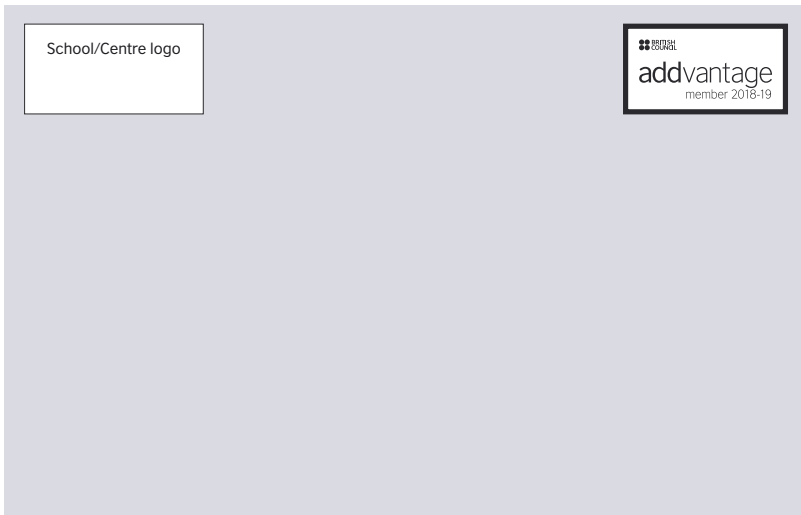 School/Centre logo
BRITISH
COUNCIL
addvantage
member 2018-19